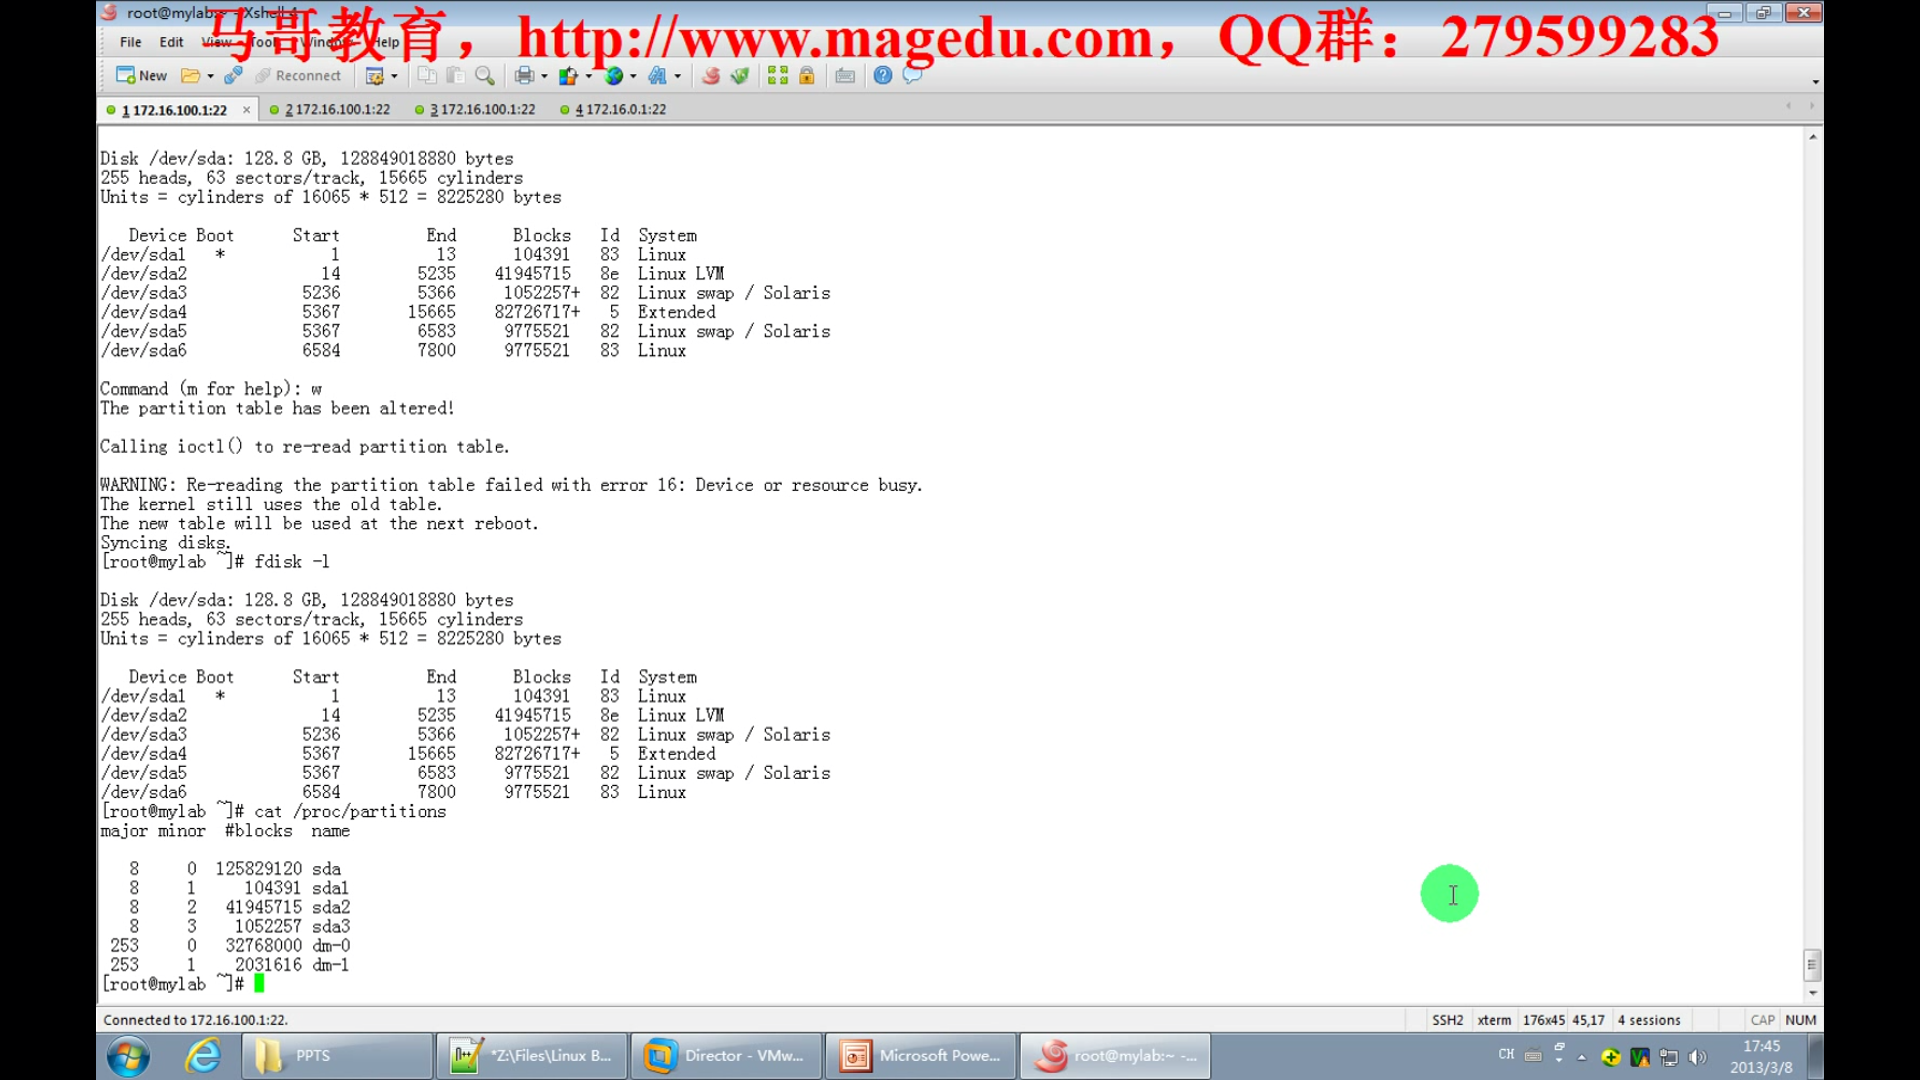 root@mylab:~ - Xshell 4
马哥教育，http://www.magedu.com，QQ群：279599283
File Edit View Tools Window Help
New Reconnect
1 172.16.100.1:22 × 2 172.16.100.1:22 3 172.16.100.1:22 4 172.16.0.1:22
Disk /dev/sda: 128.8 GB, 128849018880 bytes
255 heads, 63 sectors/track, 15665 cylinders
Units = cylinders of 16065 * 512 = 8225280 bytes
Device Boot Start End Blocks Id System
/dev/sda1 * 1 13 104391 83 Linux
/dev/sda2 14 5235 41945715 8e Linux LVM
/dev/sda3 5236 5366 1052257+ 82 Linux swap / Solaris
/dev/sda4 5367 15665 82726717+ 5 Extended
/dev/sda5 5367 6583 9775521 82 Linux swap / Solaris
/dev/sda6 6584 7800 9775521 83 Linux
Command (m for help): w
The partition table has been altered!
Calling ioctl() to re-read partition table.
WARNING: Re-reading the partition table failed with error 16: Device or resource busy.
The kernel still uses the old table.
The new table will be used at the next reboot.
Syncing disks.
[root@mylab ~]# fdisk -l
Disk /dev/sda: 128.8 GB, 128849018880 bytes
255 heads, 63 sectors/track, 15665 cylinders
Units = cylinders of 16065 * 512 = 8225280 bytes
Device Boot Start End Blocks Id System
/dev/sda1 * 1 13 104391 83 Linux
/dev/sda2 14 5235 41945715 8e Linux LVM
/dev/sda3 5236 5366 1052257+ 82 Linux swap / Solaris
/dev/sda4 5367 15665 82726717+ 5 Extended
/dev/sda5 5367 6583 9775521 82 Linux swap / Solaris
/dev/sda6 6584 7800 9775521 83 Linux
[root@mylab ~]# cat /proc/partitions
major minor #blocks name
8 0 125829120 sda
8 1 104391 sda1
8 2 41945715 sda2
8 3 1052257 sda3
253 0 32768000 dm-0
253 1 2031616 dm-1
[root@mylab ~]#
Connected to 172.16.100.1:22. SSH2 xterm 176x45 45,17 4 sessions CAP NUM
PPTS *Z:\Files\Linux B... Director - VMw... Microsoft Powe... root@mylab:~ -... CH 17:45
2013/3/8